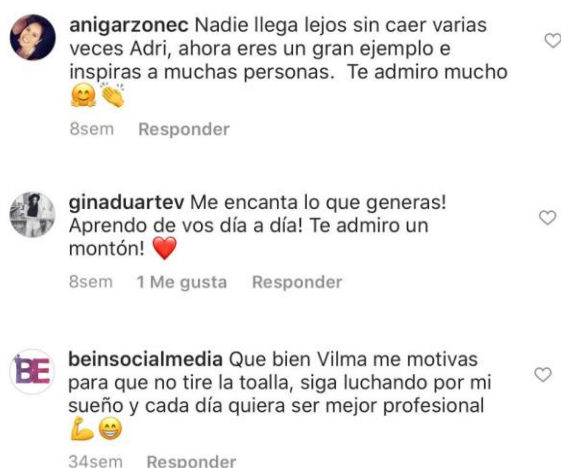 anigarzonec Nadie llega lejos sin caer varias
veces Adri, ahora eres un gran ejemplo e
inspiras a muchas personas.  Te admiro mucho
🤗👏
8sem Responder
ginaduartev Me encanta lo que generas!
Aprendo de vos día a día! Te admiro un
montón! ❤️
8sem 1 Me gusta Responder
BE
beinsocialmedia Que bien Vilma me motivas
para que no tire la toalla, siga luchando por mi
sueño y cada día quiera ser mejor profesional
💪😁
34sem Responder